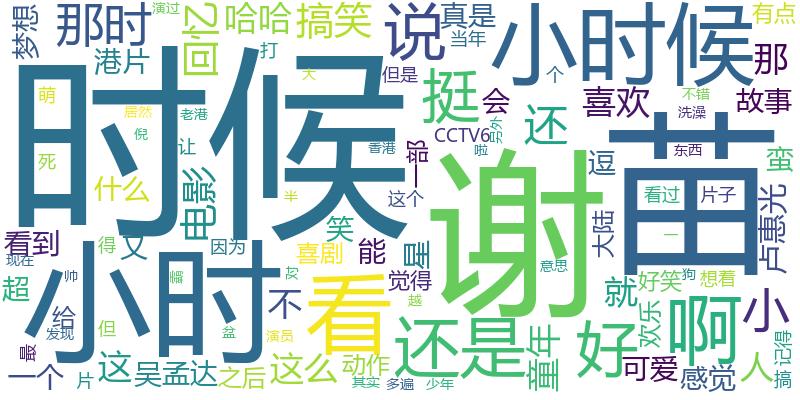 梦想
演过
那时
回忆
哈哈
搞笑
说
真是
当年
小时候
有点
港片
打
但是
个
那
时候
萌
挺
会
还
喜欢
不错
故事
居然
倪
老港
大
CCTV6
另外
洗澡
死
让
香港
一部
啦
逗
谢
苗
东西
蛮
什么
电影
半
这个
看过
片子
卢惠光
看到
得
又
因为
笑
喜剧
能
星
觉得
大陆
一
现在
小时
帅
对
看
意思
好笑
狗
想着
超
给
不
越
就
啊
小
但
发现
盆
演员
还是
好
欢乐
记得
最
这
吴孟达
这么
动作
童年
可爱
感觉
人
搞
一个
片
之后
其实
多遍
少年